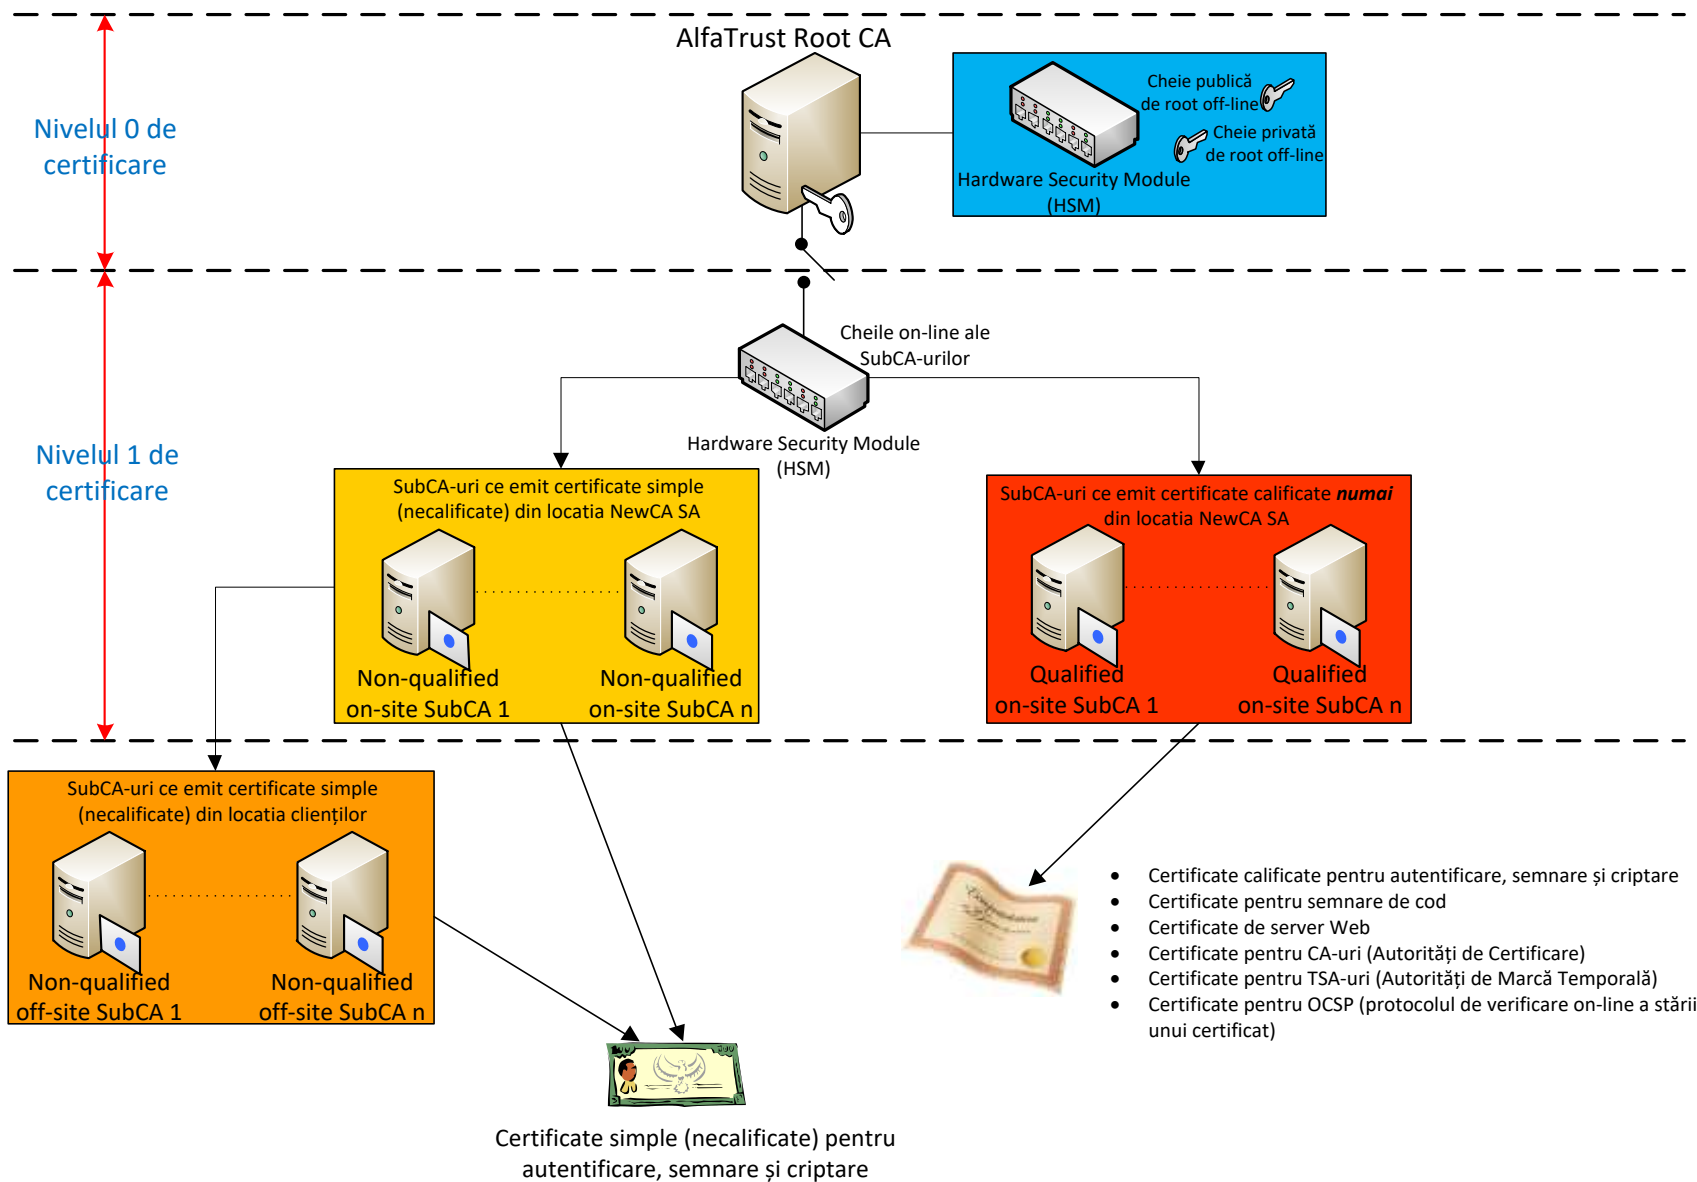 AlfaTrust Root CA
Cheie publică
de root off-line
Cheie privată
de root off-line
Hardware Security Module
(HSM)
Nivelul 0 de
certificare
Cheile on-line ale
SubCA-urilor
Hardware Security Module
(HSM)
Nivelul 1 de
certificare
SubCA-uri ce emit certificate simple
(necalificate) din locatia NewCA SA
Non-qualified
on-site SubCA 1
Non-qualified
on-site SubCA n
SubCA-uri ce emit certificate calificate numai
din locatia NewCA SA
Qualified
on-site SubCA 1
Qualified
on-site SubCA n
SubCA-uri ce emit certificate simple
(necalificate) din locatia clienților
Non-qualified
off-site SubCA 1
Non-qualified
off-site SubCA n
• Certificate calificate pentru autentificare, semnare și criptare
• Certificate pentru semnare de cod
• Certificate de server Web
• Certificate pentru CA-uri (Autorități de Certificare)
• Certificate pentru TSA-uri (Autorități de Marcă Temporală)
• Certificate pentru OCSP (protocolul de verificare on-line a stării
unui certificat)
Certificate simple (necalificate) pentru
autentificare, semnare și criptare